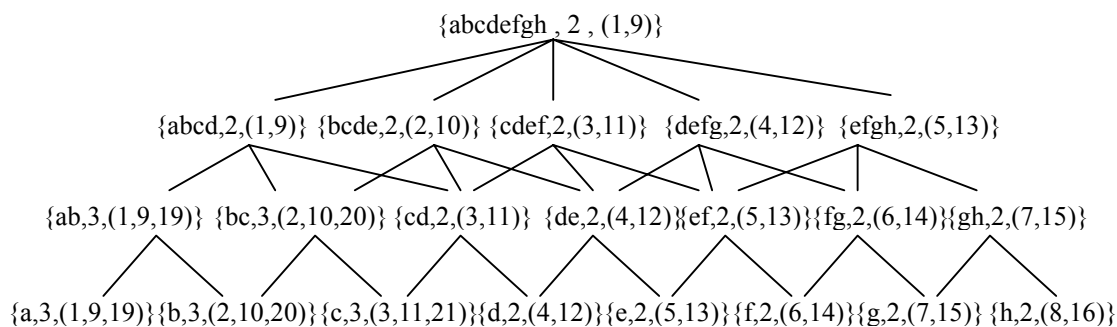 {abcdefgh , 2 , (1,9)}
{abcd,2,(1,9)} {bcde,2,(2,10)} {cdef,2,(3,11)} {defg,2,(4,12)} {efgh,2,(5,13)}
{ab,3,(1,9,19)} {bc,3,(2,10,20)} {cd,2,(3,11)} {de,2,(4,12)}{ef,2,(5,13)}{fg,2,(6,14)}{gh,2,(7,15)}
{a,3,(1,9,19)}{b,3,(2,10,20)}{c,3,(3,11,21)}{d,2,(4,12)}{e,2,(5,13)}{f,2,(6,14)}{g,2,(7,15)} {h,2,(8,16)}